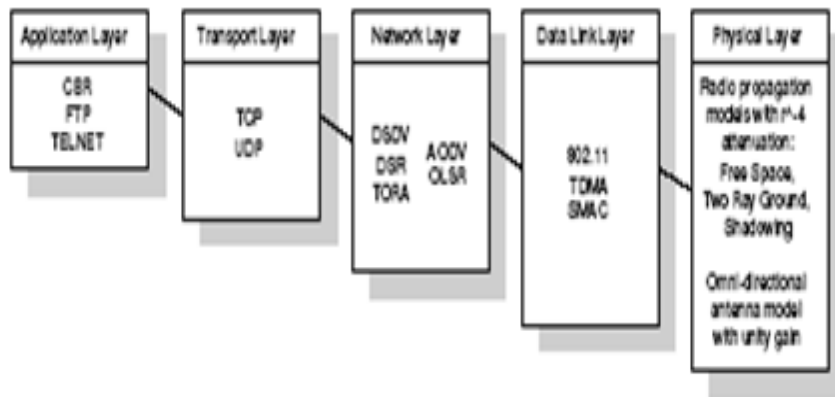 Application Layer
CBR
FTP
TELNET
Transport Layer
TCP
UDP
Network Layer
DSDV
DSR
TORA
AODV
OLSR
Data Link Layer
802.11
TDMA
SMAC
Physical Layer
Radio propagation
models with r^-4
attenuation:
Free Space,
Two Ray Ground,
Shadowing
Omni-directional
antenna model
with unity gain